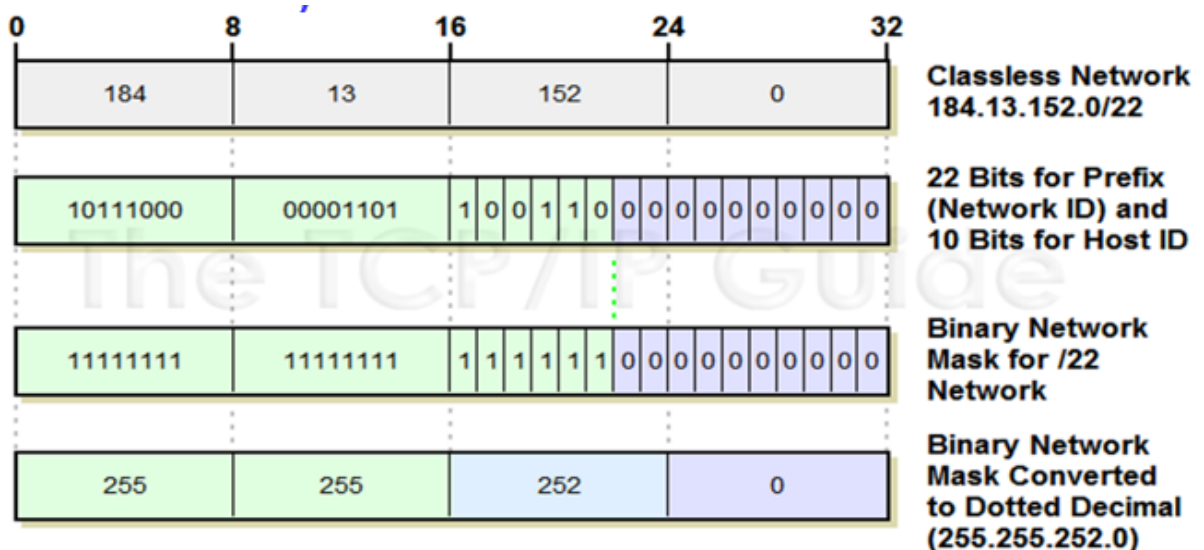 0 8 16 24 32
184 13 152 0
Classless Network
184.13.152.0/22
10111000 00001101 1 0 0 1 1 0 0 0 0 0 0 0 0 0 0 0
22 Bits for Prefix
(Network ID) and
10 Bits for Host ID
The TCP/IP Guide
11111111 11111111 1 1 1 1 1 1 0 0 0 0 0 0 0 0 0 0
Binary Network
Mask for /22
Network
255 255 252 0
Binary Network
Mask Converted
to Dotted Decimal
(255.255.252.0)